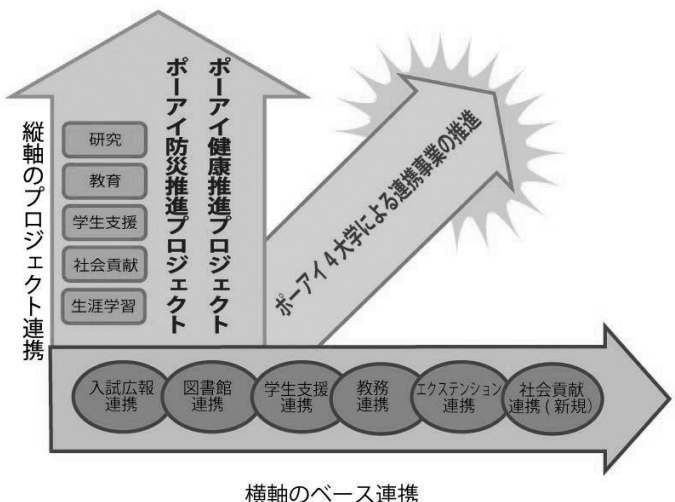 縦軸のプロジェクト連携
研究
教育
学生支援
社会貢献
生涯学習
ポーアイ防災推進プロジェクト
ポーアイ健康推進プロジェクト
ポーアイ4大学による連携事業の推進
入試広報
連携
図書館
連携
学生支援
連携
教務
連携
エクステンション
連携
社会貢献
連携(新規)
横軸のベース連携